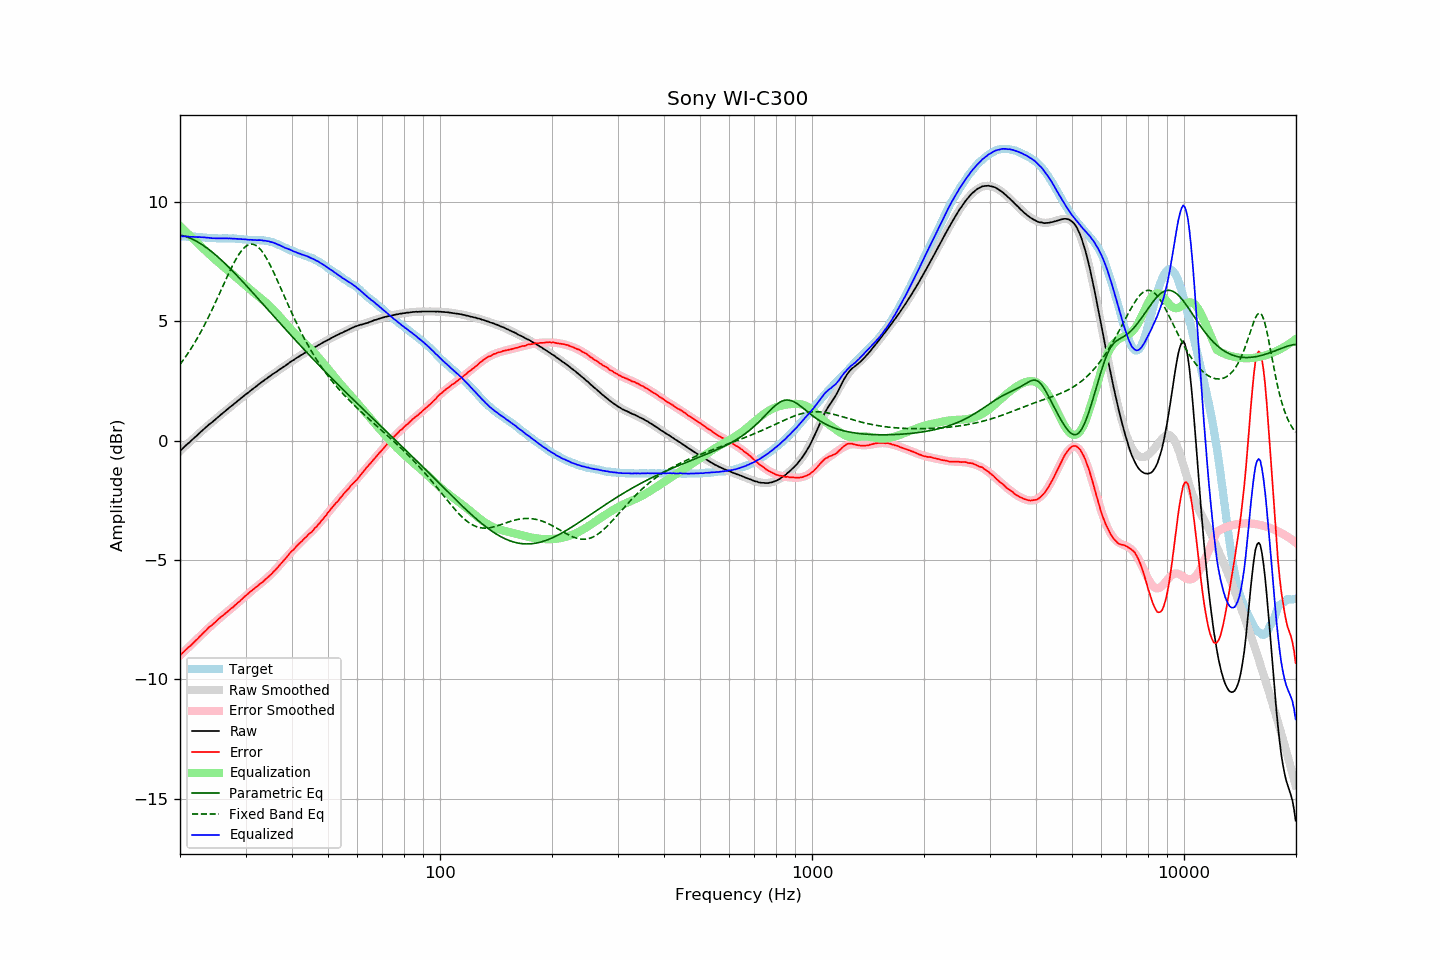 Sony WI-C300
Amplitude (dBr)
10
5
0
−5
−10
−15
Target
Raw Smoothed
Error Smoothed
Raw
Error
Equalization
Parametric Eq
Fixed Band Eq
Equalized
100
1000
10000
Frequency (Hz)